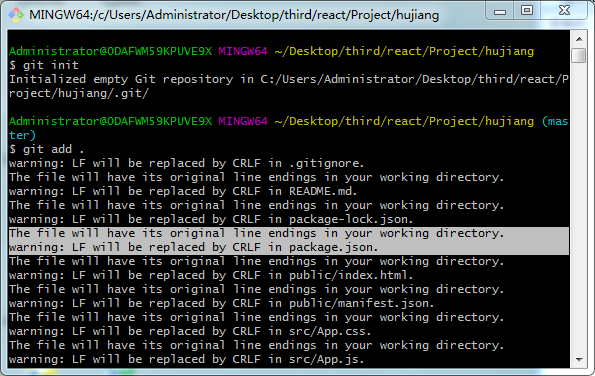 MINGW64:/c/Users/Administrator/Desktop/third/react/Project/hujiang
Administrator@ODAFWM59KPUVE9X MINGW64 ~/Desktop/third/react/Project/hujiang
$ git init
Initialized empty Git repository in C:/Users/Administrator/Desktop/third/react/P
roject/hujiang/.git/
Administrator@ODAFWM59KPUVE9X MINGW64 ~/Desktop/third/react/Project/hujiang (mas
ter)
$ git add .
warning: LF will be replaced by CRLF in .gitignore.
The file will have its original line endings in your working directory.
warning: LF will be replaced by CRLF in README.md.
The file will have its original line endings in your working directory.
warning: LF will be replaced by CRLF in package-lock.json.
The file will have its original line endings in your working directory.
warning: LF will be replaced by CRLF in package.json.
The file will have its original line endings in your working directory.
warning: LF will be replaced by CRLF in public/index.html.
The file will have its original line endings in your working directory.
warning: LF will be replaced by CRLF in public/manifest.json.
The file will have its original line endings in your working directory.
warning: LF will be replaced by CRLF in src/App.css.
The file will have its original line endings in your working directory.
warning: LF will be replaced by CRLF in src/App.js.